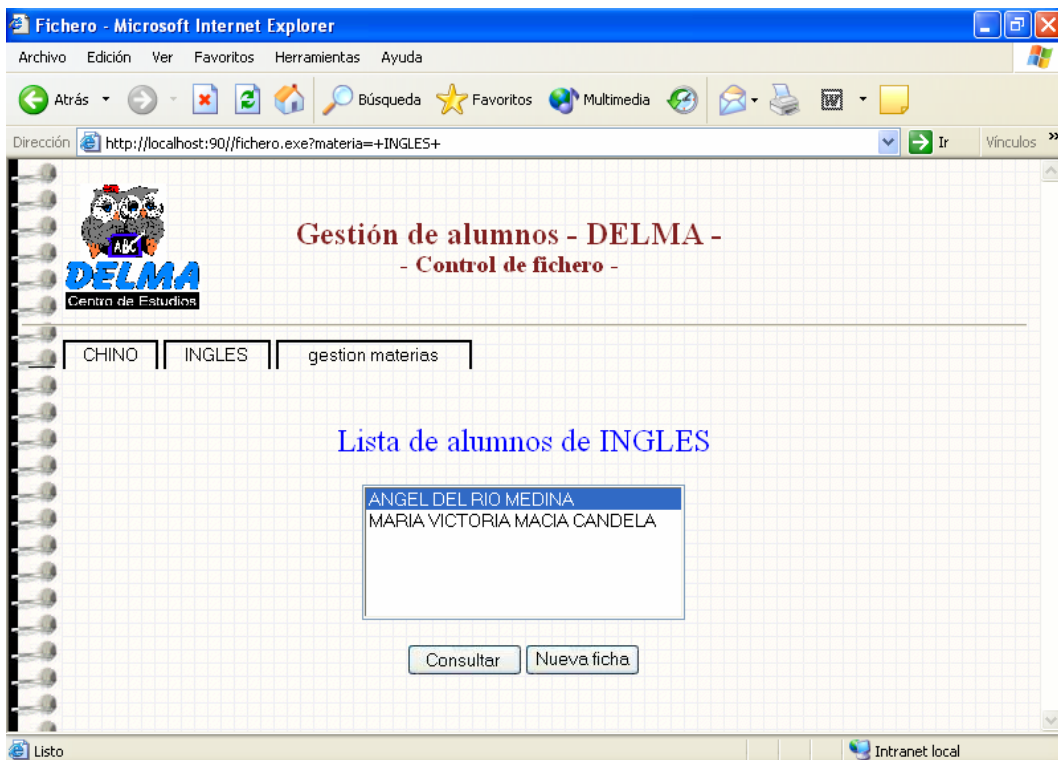 Fichero - Microsoft Internet Explorer
Archivo Edición Ver Favoritos Herramientas Ayuda
Atrás Búsqueda Favoritos Multimedia
Dirección http://localhost:90//fichero.exe?materia=+INGLES+ Ir Vínculos »
ABC
DELMA
Centro de Estudios
Gestión de alumnos - DELMA -
- Control de fichero -
CHINO INGLES gestion materias
Lista de alumnos de INGLES
ANGEL DEL RIO MEDINA
MARIA VICTORIA MACIA CANDELA
Consultar Nueva ficha
Listo Intranet local